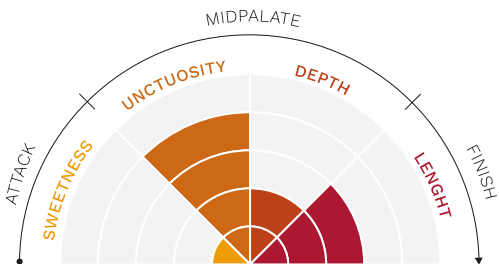 MIDPALATE
UNCTUOSITY
DEPTH
ATTACK
SWEETNESS
LENGHT
FINISH